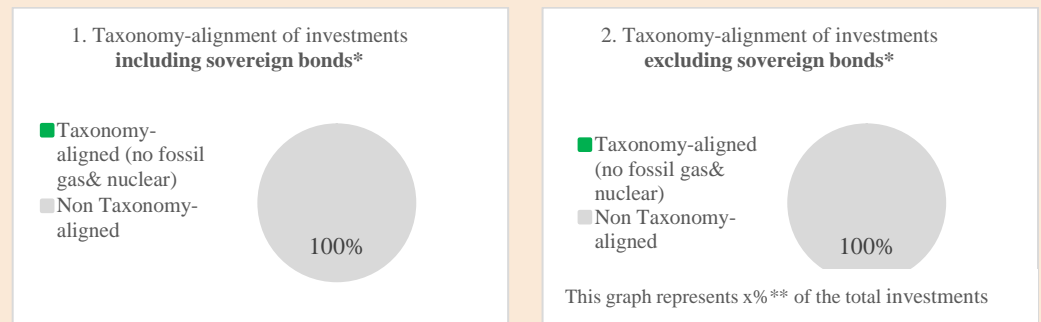 1. Taxonomy-alignment of investments
including sovereign bonds*
Taxonomy-
aligned (no fossil
gas& nuclear)
Non Taxonomy-
aligned
100%
2. Taxonomy-alignment of investments
excluding sovereign bonds*
Taxonomy-aligned
(no fossil gas&
nuclear)
Non Taxonomy-
aligned
100%
This graph represents x%** of the total investments